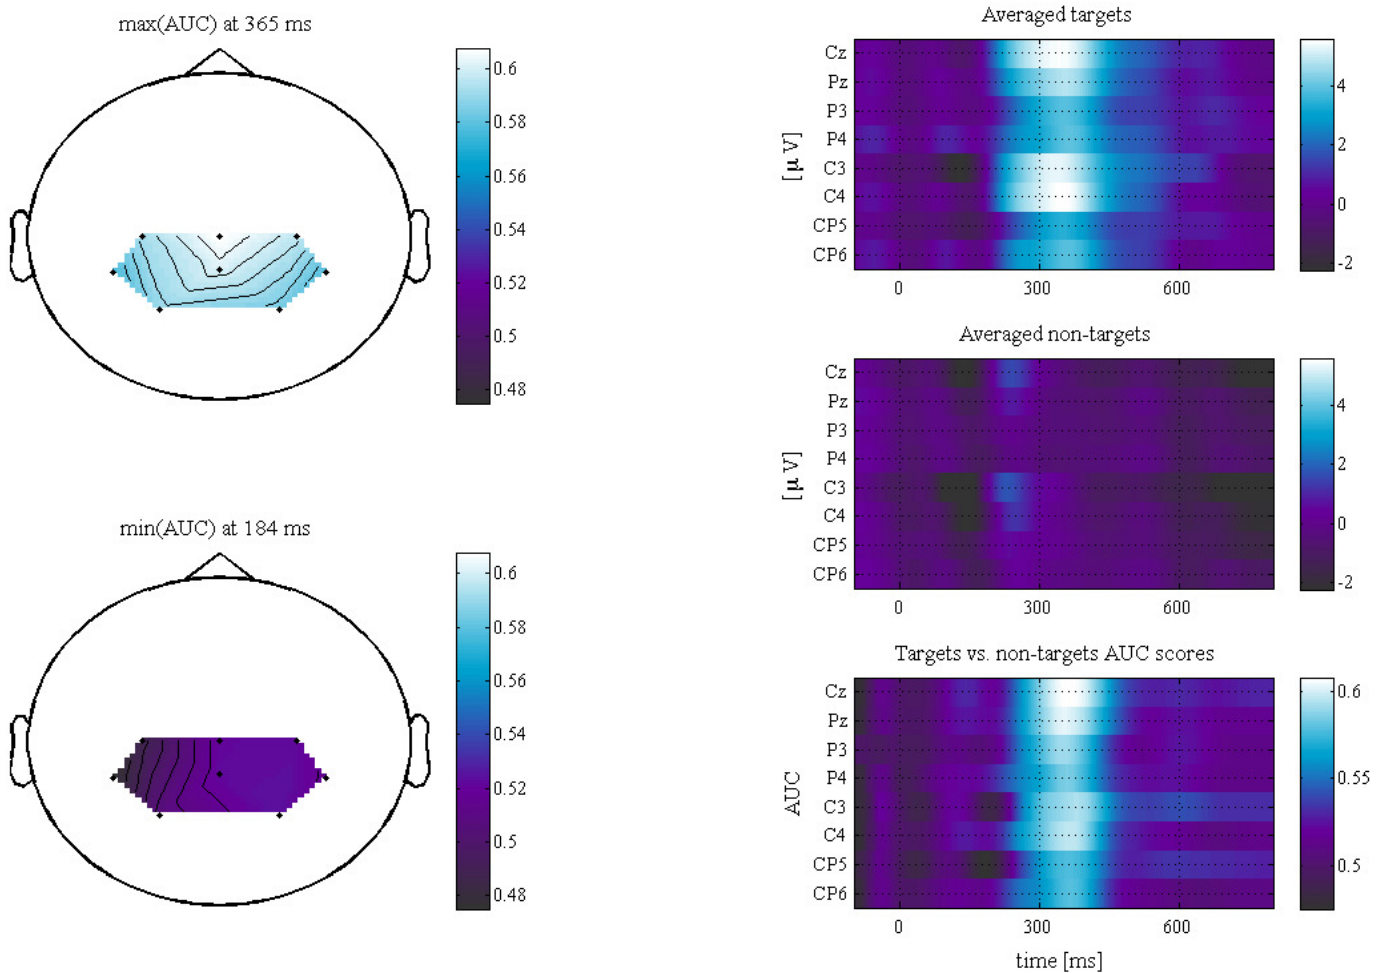 max(AUC) at 365 ms
0.6
0.58
0.56
0.54
0.52
0.5
0.48
min(AUC) at 184 ms
0.6
0.58
0.56
0.54
0.52
0.5
0.48
Averaged targets
[μ V]
Cz
Pz
P3
P4
C3
C4
CP5
CP6
0 300 600
4
2
0
-2
Averaged non-targets
[μ V]
Cz
Pz
P3
P4
C3
C4
CP5
CP6
0 300 600
4
2
0
-2
Targets vs. non-targets AUC scores
AUC
Cz
Pz
P3
P4
C3
C4
CP5
CP6
0 300 600
time [ms]
0.6
0.55
0.5